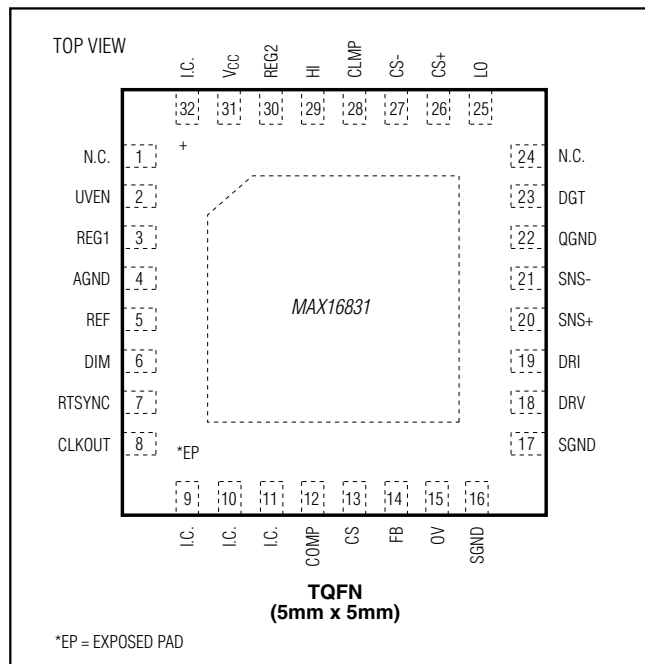 TOP VIEW
I.C.
VCC
REG2
HI
CLMP
CS-
CS+
LO
32
31
30
29
28
27
26
25
+
N.C.
1
UVEN
2
REG1
3
AGND
4
REF
5
DIM
6
RTSYNC
7
CLKOUT
8
24
N.C.
23
DGT
22
QGND
21
SNS-
20
SNS+
19
DRI
18
DRV
17
SGND
MAX16831
*EP
9
10
11
12
13
14
15
16
I.C.
I.C.
I.C.
COMP
CS
FB
OV
SGND
TQFN
(5mm x 5mm)
*EP = EXPOSED PAD